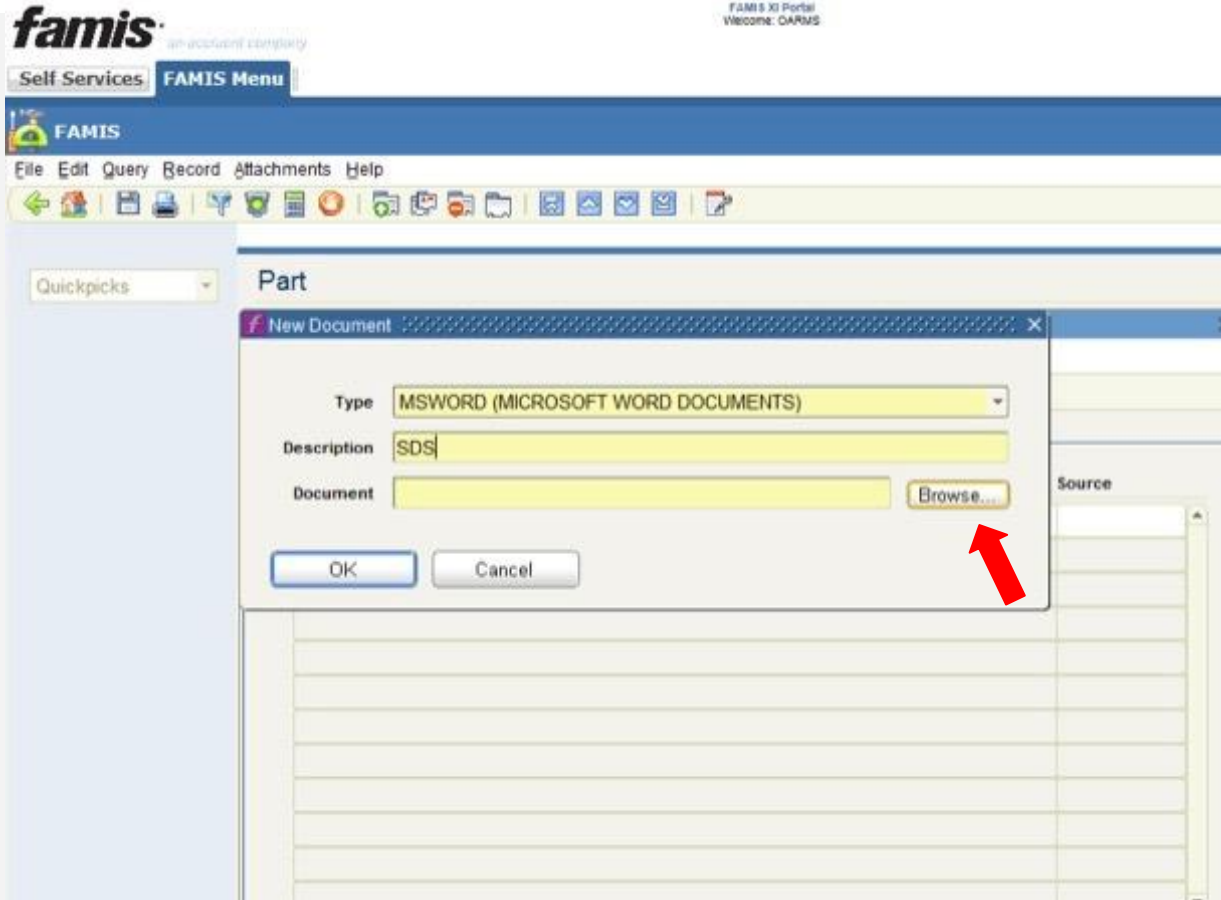 famis
an accruent company
FAMIS XI Portal
Welcome: OARMS
Self Services FAMIS Menu
FAMIS
File Edit Query Record Attachments Help
Quickpicks
Part
New Document
Type MSWORD (MICROSOFT WORD DOCUMENTS)
Description SDS
Document Browse...
Source
OK Cancel